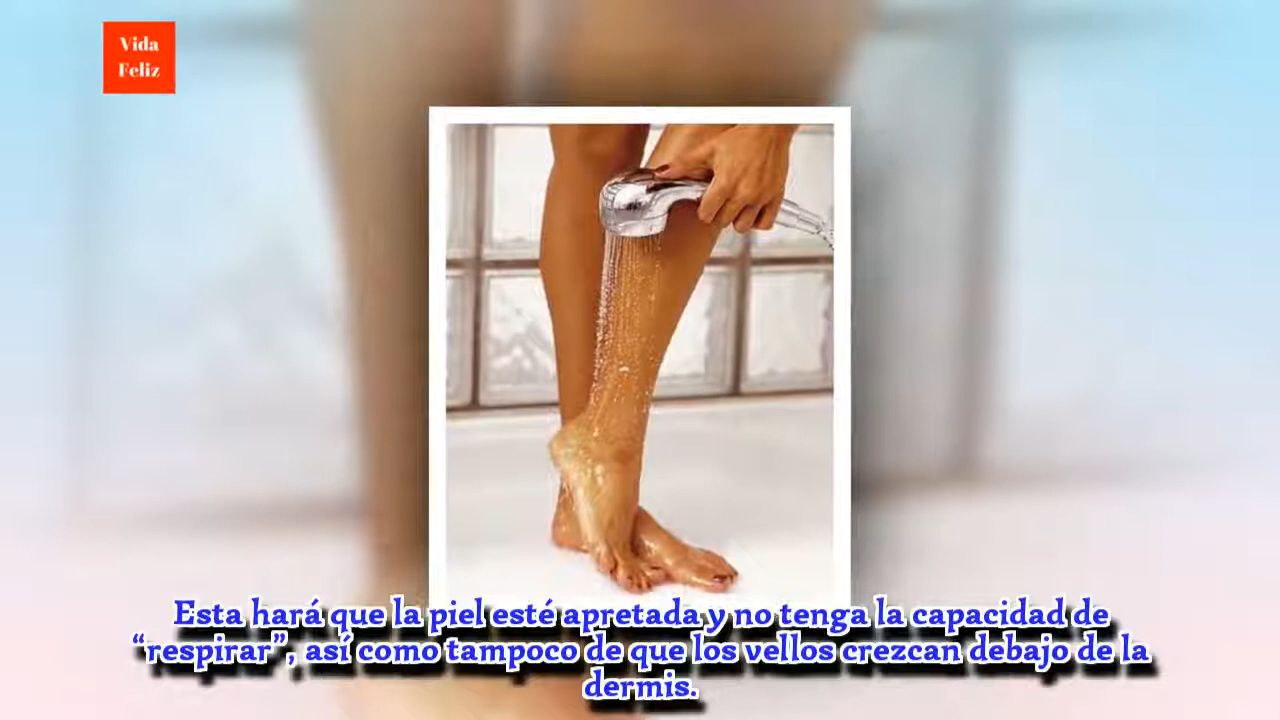 Vida
Feliz
Esta hará que la piel esté apretada y no tenga la capacidad de
“respirar”, así como tampoco de que los vellos crezcan debajo de la
dermis.